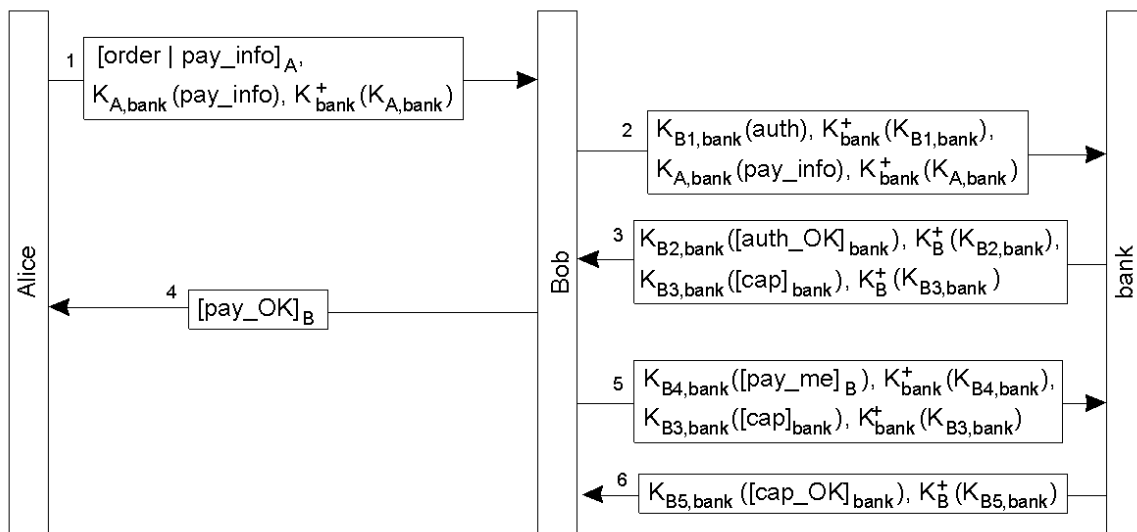 Alice
Bob
bank
1
[order | pay_info]A,
KA,bank(pay_info), K+bank(KA,bank)
2
KB1,bank(auth), K+bank(KB1,bank),
KA,bank(pay_info), K+bank(KA,bank)
3
KB2,bank([auth_OK]bank), K+B(KB2,bank),
KB3,bank([cap]bank), K+B(KB3,bank)
4
[pay_OK]B
5
KB4,bank([pay_me]B), K+bank(KB4,bank),
KB3,bank([cap]bank), K+bank(KB3,bank)
6
KB5,bank([cap_OK]bank), K+B(KB5,bank)